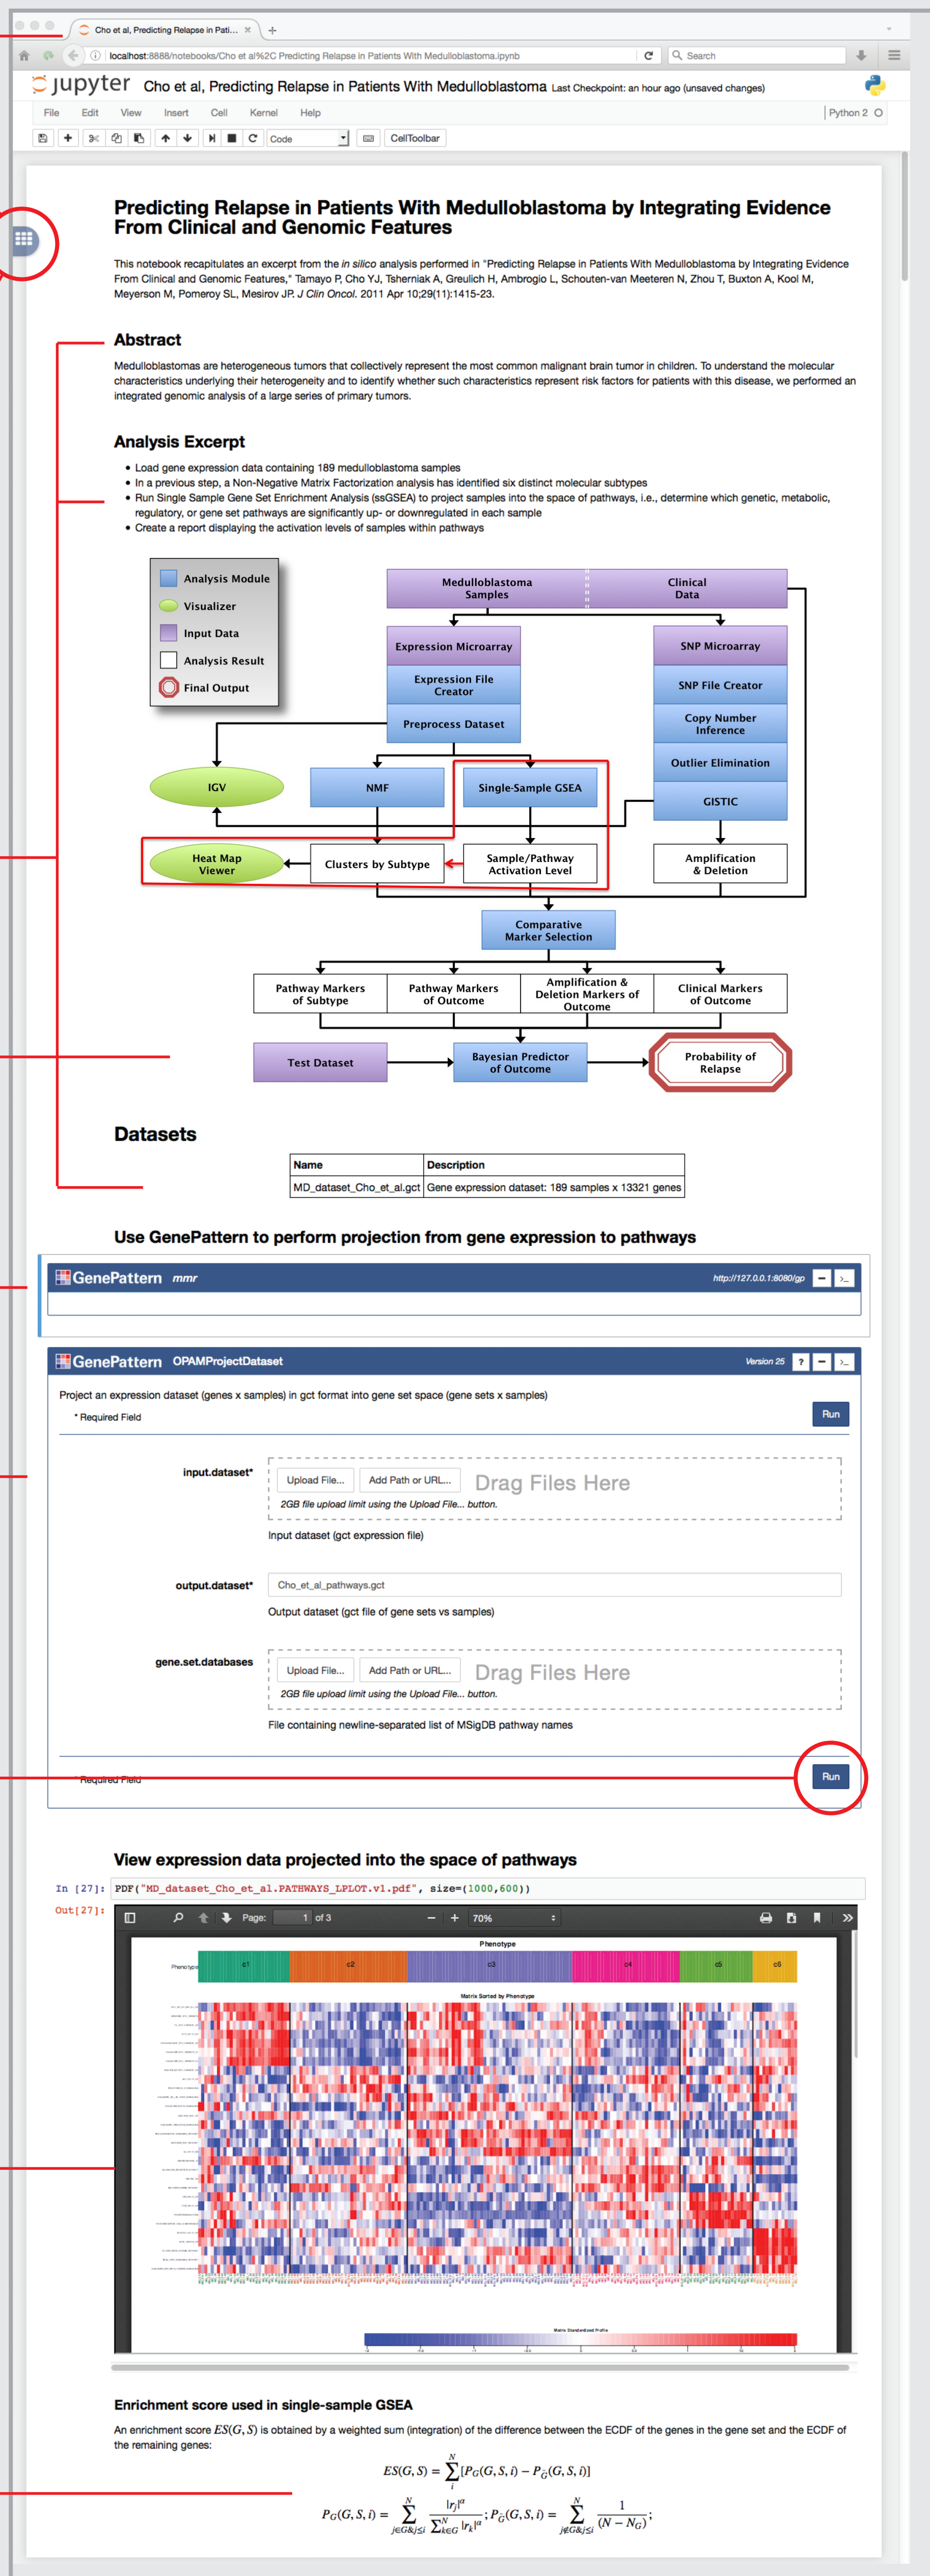 Cho et al, Predicting Relapse in Pati... ×
localhost:8888/notebooks/Cho et al%2C Predicting Relapse in Patients With Medulloblastoma.ipynb
Search
jupyter Cho et al, Predicting Relapse in Patients With Medulloblastoma Last Checkpoint: an hour ago (unsaved changes)
File Edit View Insert Cell Kernel Help
Python 2
Code
CellToolbar
Predicting Relapse in Patients With Medulloblastoma by Integrating Evidence
From Clinical and Genomic Features
This notebook recapitulates an excerpt from the in silico analysis performed in "Predicting Relapse in Patients With Medulloblastoma by Integrating Evidence
From Clinical and Genomic Features," Tamayo P, Cho YJ, Tsherniak A, Greulich H, Ambrogio L, Schouten-van Meeteren N, Zhou T, Buxton A, Kool M,
Meyerson M, Pomeroy SL, Mesirov JP. J Clin Oncol. 2011 Apr 10;29(11):1415-23.
Abstract
Medulloblastomas are heterogeneous tumors that collectively represent the most common malignant brain tumor in children. To understand the molecular
characteristics underlying their heterogeneity and to identify whether such characteristics represent risk factors for patients with this disease, we performed an
integrated genomic analysis of a large series of primary tumors.
Analysis Excerpt
• Load gene expression data containing 189 medulloblastoma samples
• In a previous step, a Non-Negative Matrix Factorization analysis has identified six distinct molecular subtypes
• Run Single Sample Gene Set Enrichment Analysis (ssGSEA) to project samples into the space of pathways, i.e., determine which genetic, metabolic,
regulatory, or gene set pathways are significantly up- or downregulated in each sample
• Create a report displaying the activation levels of samples within pathways
Analysis Module
Visualizer
Input Data
Analysis Result
Final Output
Medulloblastoma
Samples
Clinical
Data
Expression Microarray
SNP Microarray
Expression File
Creator
SNP File Creator
Preprocess Dataset
Copy Number
Inference
Outlier Elimination
IGV
NMF
Single-Sample GSEA
GISTIC
Heat Map
Viewer
Clusters by Subtype
Sample/Pathway
Activation Level
Amplification
& Deletion
Comparative
Marker Selection
Pathway Markers
of Subtype
Pathway Markers
of Outcome
Amplification &
Deletion Markers of
Outcome
Clinical Markers
of Outcome
Test Dataset
Bayesian Predictor
of Outcome
Probability of
Relapse
Datasets
Name Description
MD_dataset_Cho_et_al.gct Gene expression dataset: 189 samples x 13321 genes
Use GenePattern to perform projection from gene expression to pathways
GenePattern mmr http://127.0.0.1:8080/gp − >_
GenePattern OPAMProjectDataset Version 25 ? − >_
Project an expression dataset (genes x samples) in gct format into gene set space (gene sets x samples)
* Required Field
Run
input.dataset*
Upload File... Add Path or URL... Drag Files Here
2GB file upload limit using the Upload File... button.
Input dataset (gct expression file)
output.dataset*
Cho_et_al_pathways.gct
Output dataset (gct file of gene sets vs samples)
gene.set.databases
Upload File... Add Path or URL... Drag Files Here
2GB file upload limit using the Upload File... button.
File containing newline-separated list of MSigDB pathway names
* Required Field
Run
View expression data projected into the space of pathways
In [27]: PDF("MD_dataset_Cho_et_al.PATHWAYS_LPLOT.v1.pdf", size=(1000,600))
Out[27]:
Page: 1 of 3 − + 70%
Phenotype
Phenotype c1 c2 c3 c4 c5 c6
Matrix Sorted by Phenotype
Matrix Standardized Profile
Enrichment score used in single-sample GSEA
An enrichment score ES(G, S) is obtained by a weighted sum (integration) of the difference between the ECDF of the genes in the gene set and the ECDF of
the remaining genes:
ES(G, S) = ∑_i^N [P_G(G, S, i) − P_Ḡ(G, S, i)]
P_G(G, S, i) = ∑_{j∈G&j≤i}^N |r_j|^α / ∑_{k∈G}^N |r_k|^α ; P_Ḡ(G, S, i) = ∑_{j∉G&j≤i}^N 1 / (N − N_G) ;